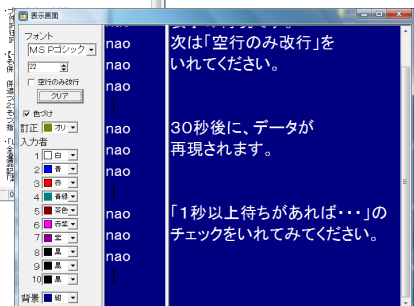 表示画面
フォント
MS Pゴシック
22
空行のみ改行
クリア
色づけ
訂正 オリ
入力者
1 白
2 青
3 赤
4 青緑
5 茶色
6 赤紫
7 紫
8 黒
9 黒
10 黒
背景 紺
nao
nao 次は「空行のみ改行」を
nao いれてください。
nao
nao 30秒後に、データが
nao 再現されます。
nao
nao 「1秒以上待ちがあれば・・・」の
nao チェックをいれてみてください。
nao